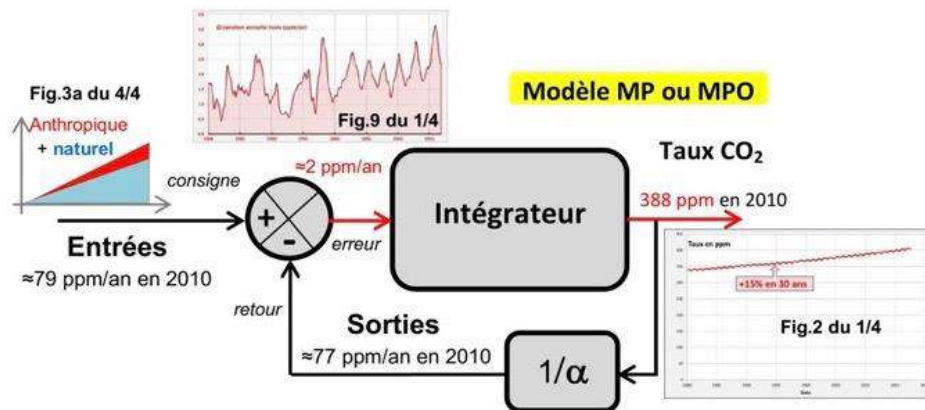 Fig.3a du 4/4
Anthropique
+ naturel
Fig.9 du 1/4
Modèle MP ou MPO
Taux CO₂
consigne
≈2 ppm/an
+
-
erreur
Intégrateur
388 ppm en 2010
Entrées
≈79 ppm/an en 2010
retour
Sorties
≈77 ppm/an en 2010
1/α
Taux en ppm
+15% en 30 ans
Fig.2 du 1/4